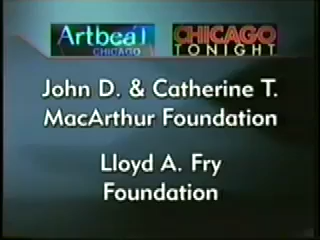 Artbeat CHICAGO
CHICAGO TONIGHT
John D. & Catherine T.
MacArthur Foundation
Lloyd A. Fry
Foundation